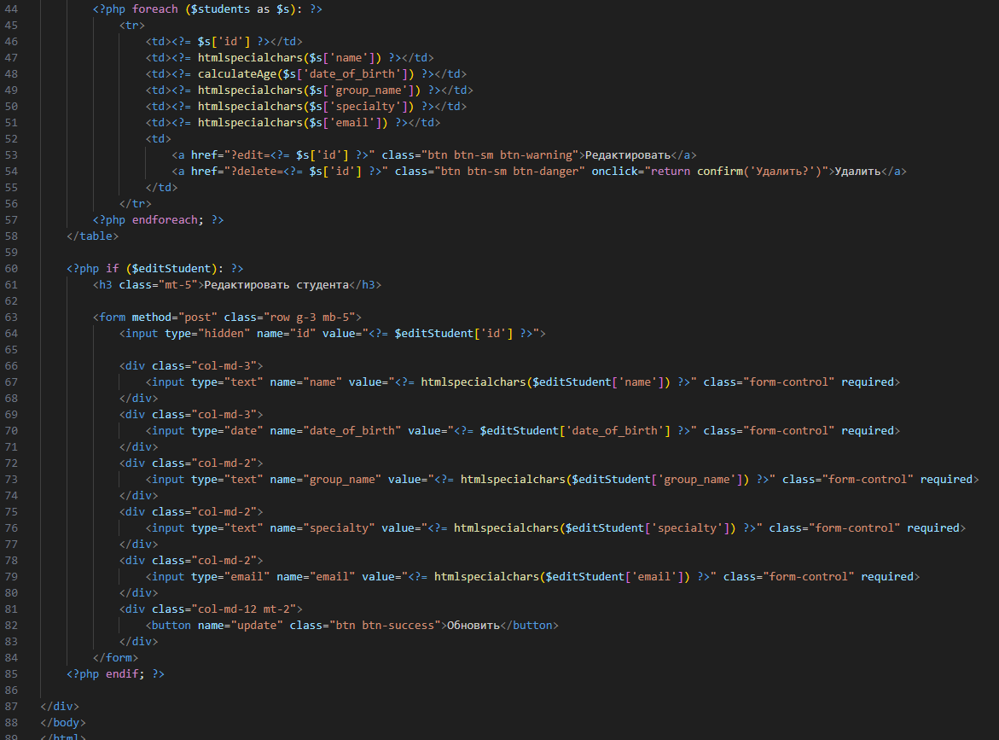 44 <?php foreach ($students as $s): ?>
45 <tr>
46 <td><?= $s['id'] ?></td>
47 <td><?= htmlspecialchars($s['name']) ?></td>
48 <td><?= calculateAge($s['date_of_birth']) ?></td>
49 <td><?= htmlspecialchars($s['group_name']) ?></td>
50 <td><?= htmlspecialchars($s['specialty']) ?></td>
51 <td><?= htmlspecialchars($s['email']) ?></td>
52 <td>
53 <a href="?edit=<?= $s['id'] ?>" class="btn btn-sm btn-warning">Редактировать</a>
54 <a href="?delete=<?= $s['id'] ?>" class="btn btn-sm btn-danger" onclick="return confirm('Удалить?')">Удалить</a>
55 </td>
56 </tr>
57 <?php endforeach; ?>
58 </table>
59
60 <?php if ($editStudent): ?>
61 <h3 class="mt-5">Редактировать студента</h3>
62
63 <form method="post" class="row g-3 mb-5">
64 <input type="hidden" name="id" value="<?= $editStudent['id'] ?>">
65
66 <div class="col-md-3">
67 <input type="text" name="name" value="<?= htmlspecialchars($editStudent['name']) ?>" class="form-control" required>
68 </div>
69 <div class="col-md-3">
70 <input type="date" name="date_of_birth" value="<?= $editStudent['date_of_birth'] ?>" class="form-control" required>
71 </div>
72 <div class="col-md-2">
73 <input type="text" name="group_name" value="<?= htmlspecialchars($editStudent['group_name']) ?>" class="form-control" required>
74 </div>
75 <div class="col-md-2">
76 <input type="text" name="specialty" value="<?= htmlspecialchars($editStudent['specialty']) ?>" class="form-control" required>
77 </div>
78 <div class="col-md-2">
79 <input type="email" name="email" value="<?= htmlspecialchars($editStudent['email']) ?>" class="form-control" required>
80 </div>
81 <div class="col-md-12 mt-2">
82 <button name="update" class="btn btn-success">Обновить</button>
83 </div>
84 </form>
85 <?php endif; ?>
86
87 </div>
88 </body>
89 </html>